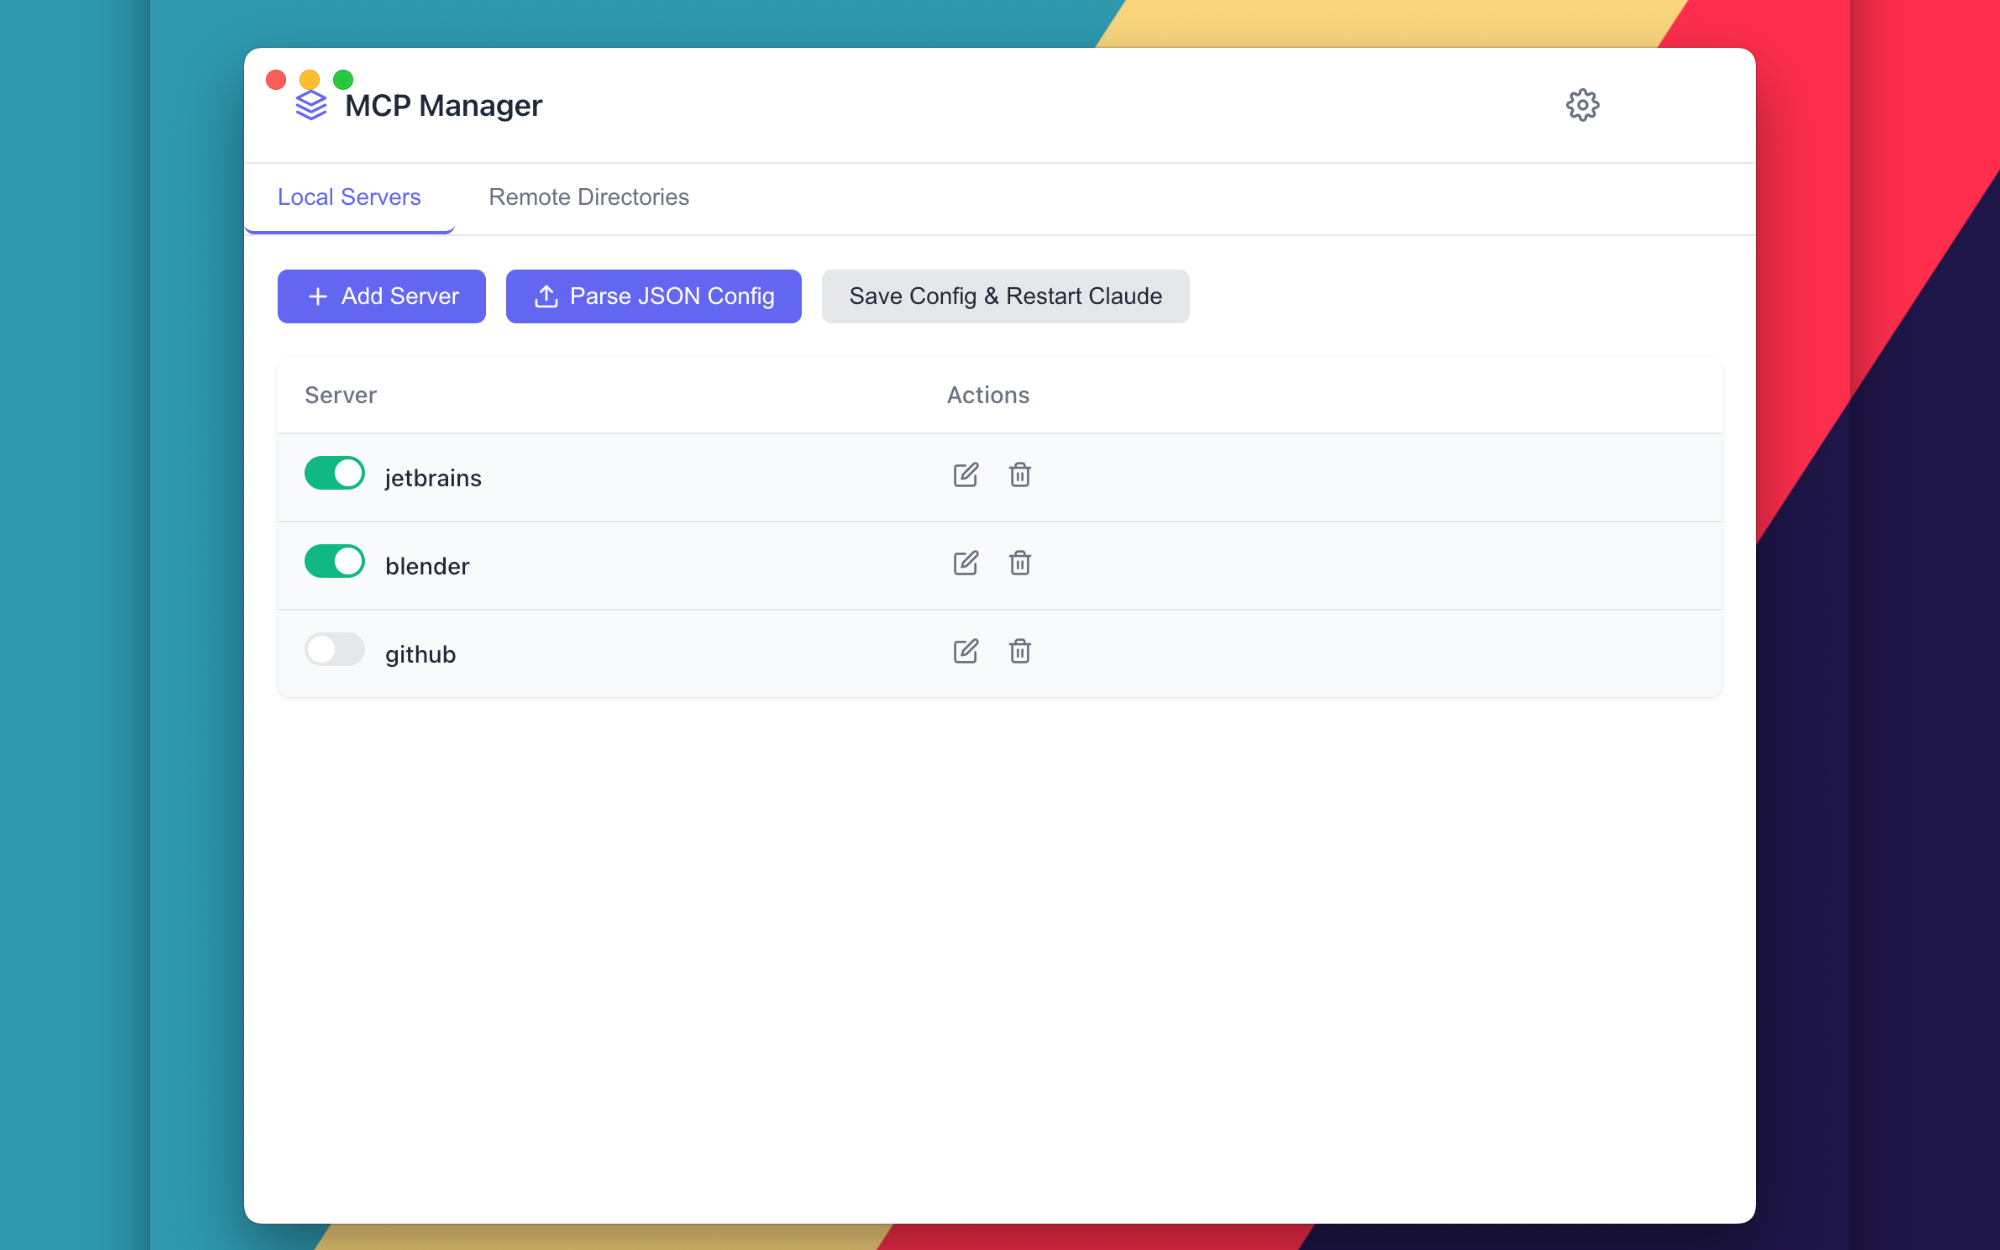 MCP Manager
Local Servers Remote Directories
Add Server Parse JSON Config Save Config & Restart Claude
Server Actions
jetbrains
blender
github